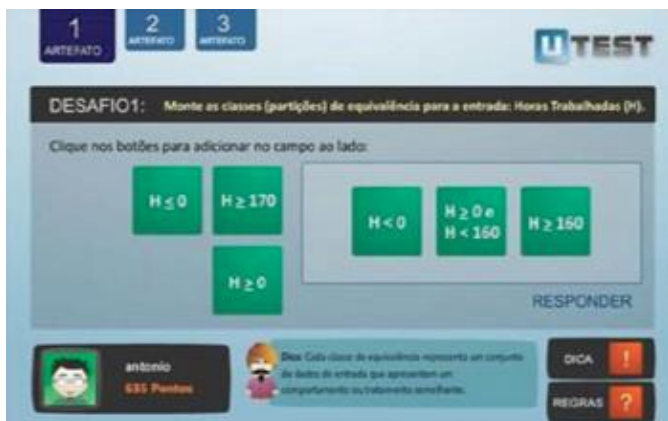 1
ARTEFATO
2
ARTEFATO
3
ARTEFATO
UTEST
DESAFIO1: Monte as classes (partições) de equivalência para a entrada: Horas Trabalhadas (H).
Clique nos botões para adicionar no campo ao lado:
H ≤ 0
H ≥ 170
H ≥ 0
H < 0
H ≥ 0 e
H < 160
H ≥ 160
RESPONDER
antonio
635 Pontos
Dica: Cada classe de equivalência representa um conjunto
de dados de entrada que apresentam um
comportamento ou tratamento semelhante.
DICA !
REGRAS ?